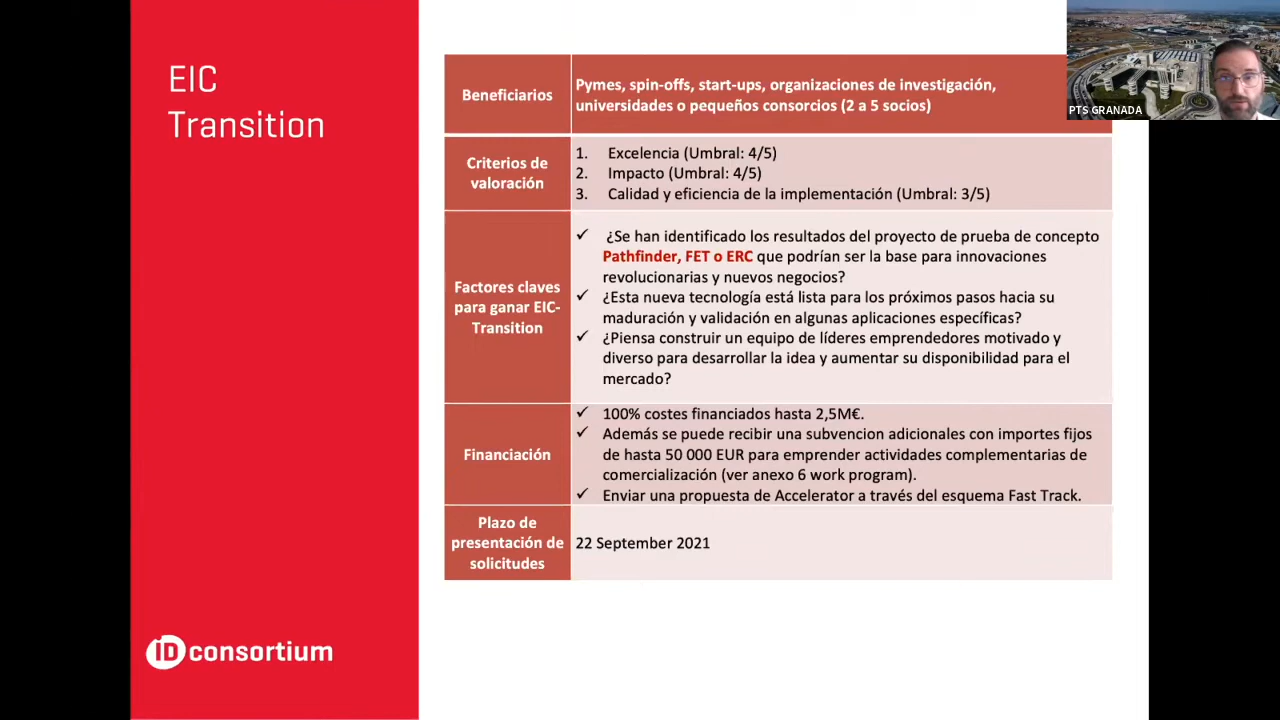 EIC
Transition
PTS GRANADA
Beneficiarios
Pymes, spin-offs, start-ups, organizaciones de investigación,
universidades o pequeños consorcios (2 a 5 socios)
Criterios de
valoración
1. Excelencia (Umbral: 4/5)
2. Impacto (Umbral: 4/5)
3. Calidad y eficiencia de la implementación (Umbral: 3/5)
Factores claves
para ganar EIC-
Transition
✓ ¿Se han identificado los resultados del proyecto de prueba de concepto
Pathfinder, FET o ERC que podrían ser la base para innovaciones
revolucionarias y nuevos negocios?
✓ ¿Esta nueva tecnología está lista para los próximos pasos hacia su
maduración y validación en algunas aplicaciones específicas?
✓ ¿Piensa construir un equipo de líderes emprendedores motivado y
diverso para desarrollar la idea y aumentar su disponibilidad para el
mercado?
Financiación
✓ 100% costes financiados hasta 2,5M€.
✓ Además se puede recibir una subvencion adicionales con importes fijos
de hasta 50 000 EUR para emprender actividades complementarias de
comercialización (ver anexo 6 work program).
✓ Enviar una propuesta de Accelerator a través del esquema Fast Track.
Plazo de
presentación de
solicitudes
22 September 2021
iD consortium